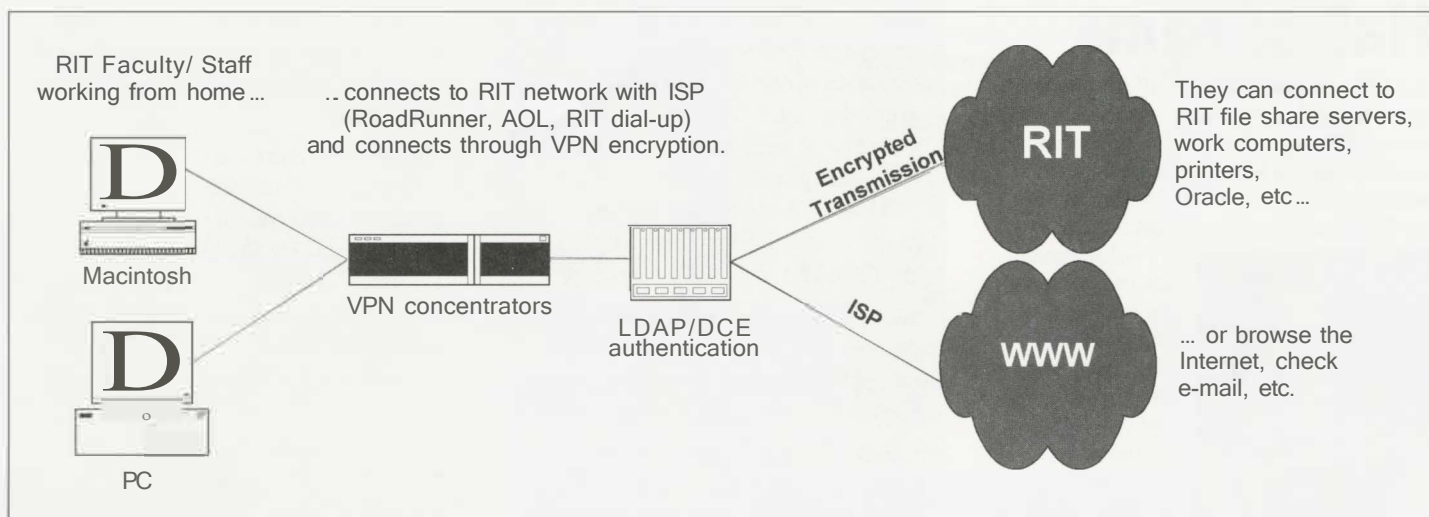 RIT Faculty/ Staff
working from home...
... connects to RIT network with ISP
(RoadRunner, AOL, RIT dial-up)
and connects through VPN encryption.
D
Macintosh
D
PC
VPN concentrators
LDAP/DCE
authentication
Encrypted
Transmission
ISP
RIT
They can connect to
RIT file share servers,
work computers,
printers,
Oracle, etc...
WWW
... or browse the
Internet, check
e-mail, etc.